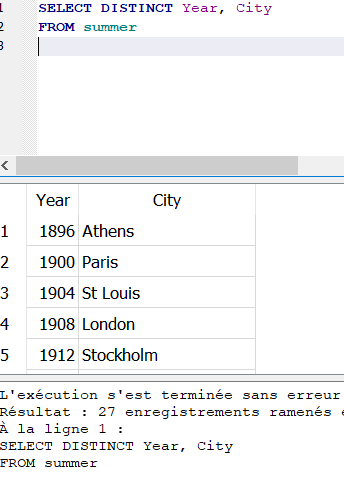 1 SELECT DISTINCT Year, City
2 FROM summer
3
Year City
1 1896 Athens
2 1900 Paris
3 1904 St Louis
4 1908 London
5 1912 Stockholm
L'exécution s'est terminée sans erreur
Résultat : 27 enregistrements ramenés
À la ligne 1 :
SELECT DISTINCT Year, City
FROM summer